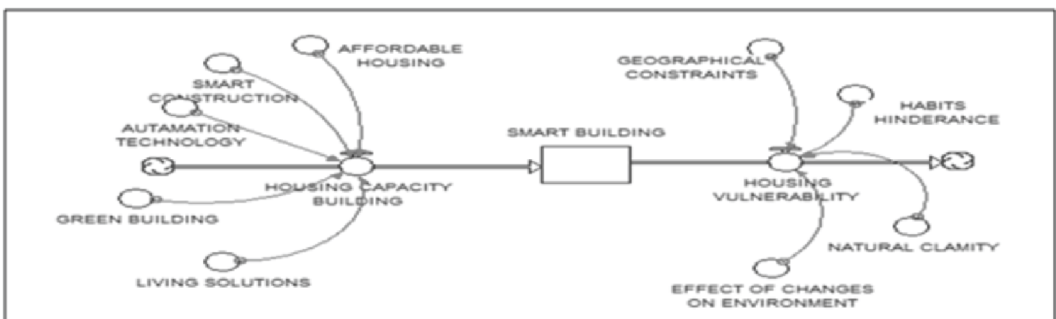 AFFORDABLE
HOUSING
SMART
CONSTRUCTION
AUTAMATION
TECHNOLOGY
HOUSING CAPACITY
BUILDING
GREEN BUILDING
LIVING SOLUTIONS
SMART BUILDING
GEOGRAPHICAL
CONSTRAINTS
HABITS
HINDERANCE
HOUSING
VULNERABILITY
NATURAL CLAMITY
EFFECT OF CHANGES
ON ENVIRONMENT